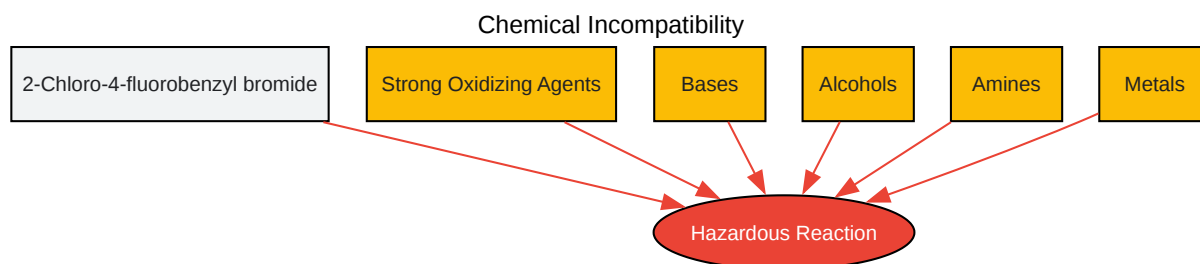 Chemical Incompatibility
2-Chloro-4-fluorobenzyl bromide
Strong Oxidizing Agents
Bases
Alcohols
Amines
Metals
Hazardous Reaction